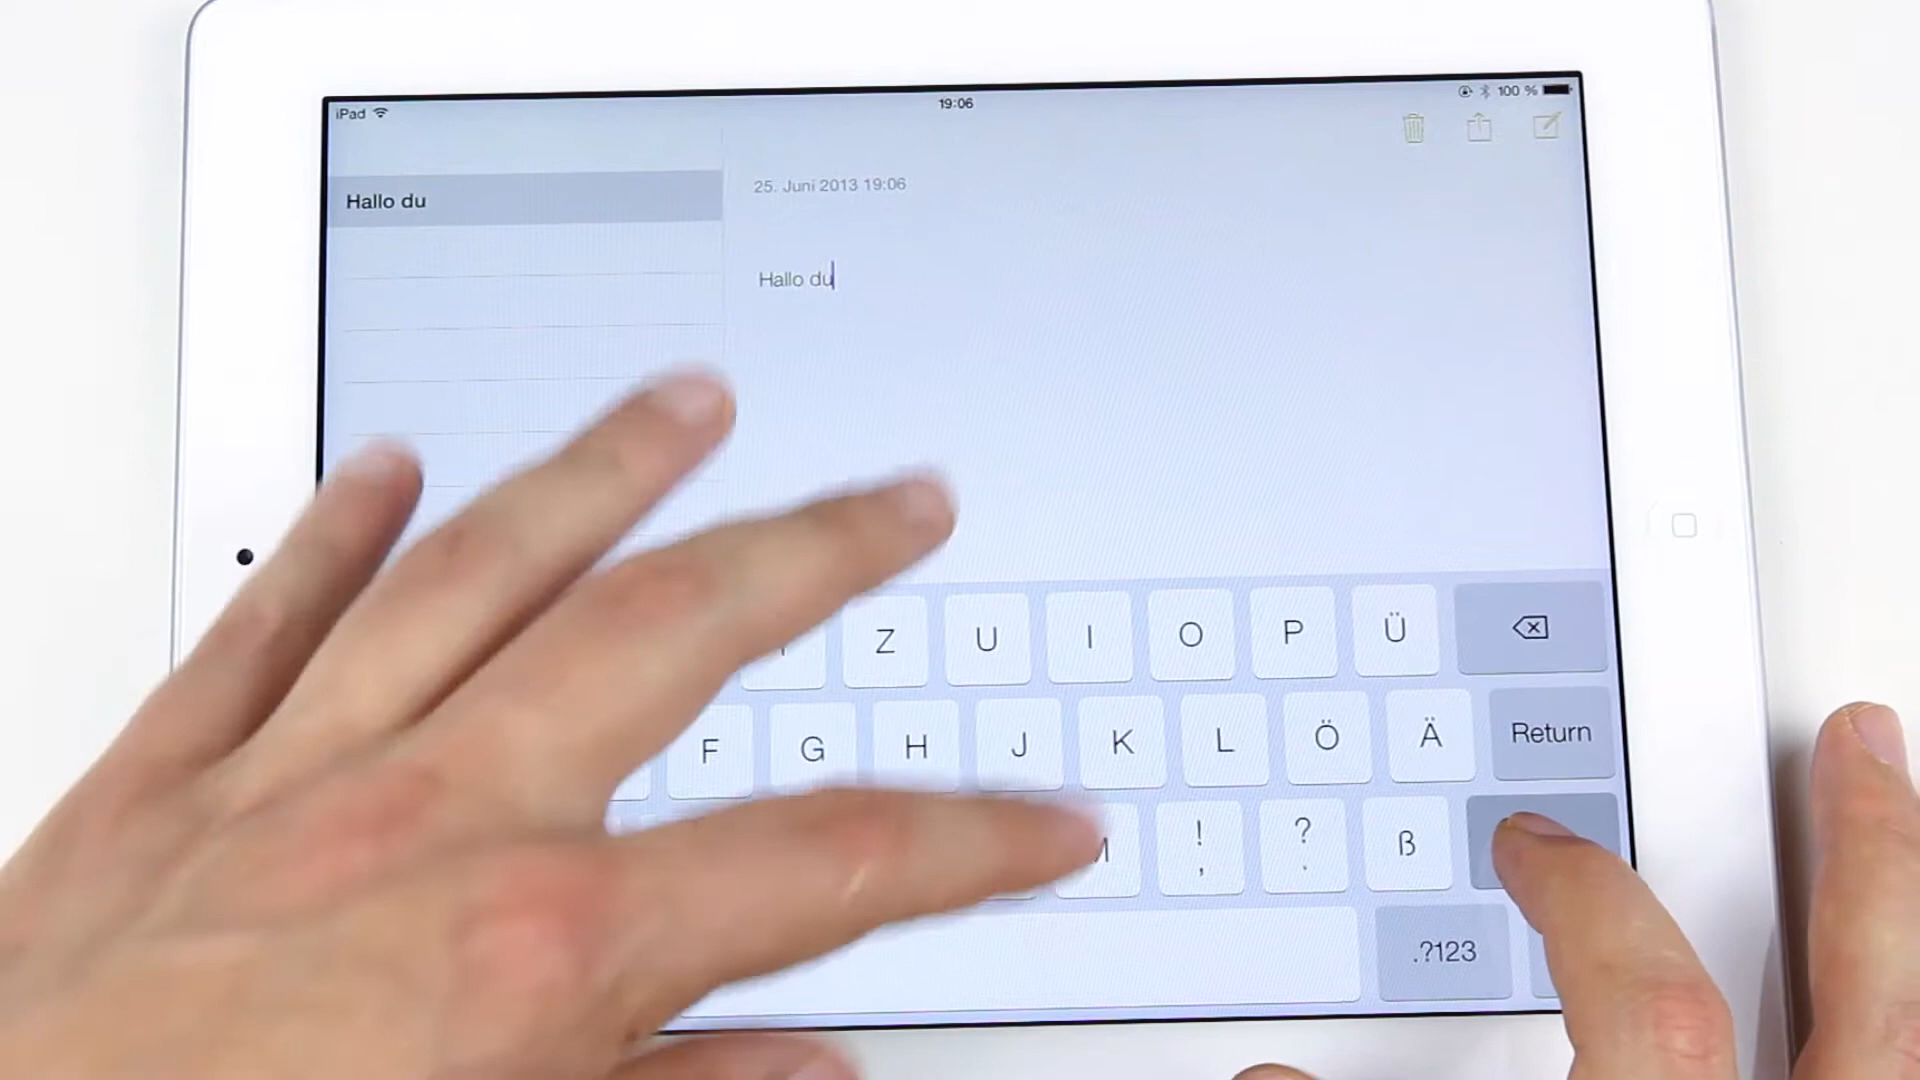 iPad
19:06
100 %
Hallo du
25. Juni 2013 19:06
Hallo du
Z U I O P Ü
F G H J K L Ö Ä Return
M ! , ? . ß
.?123